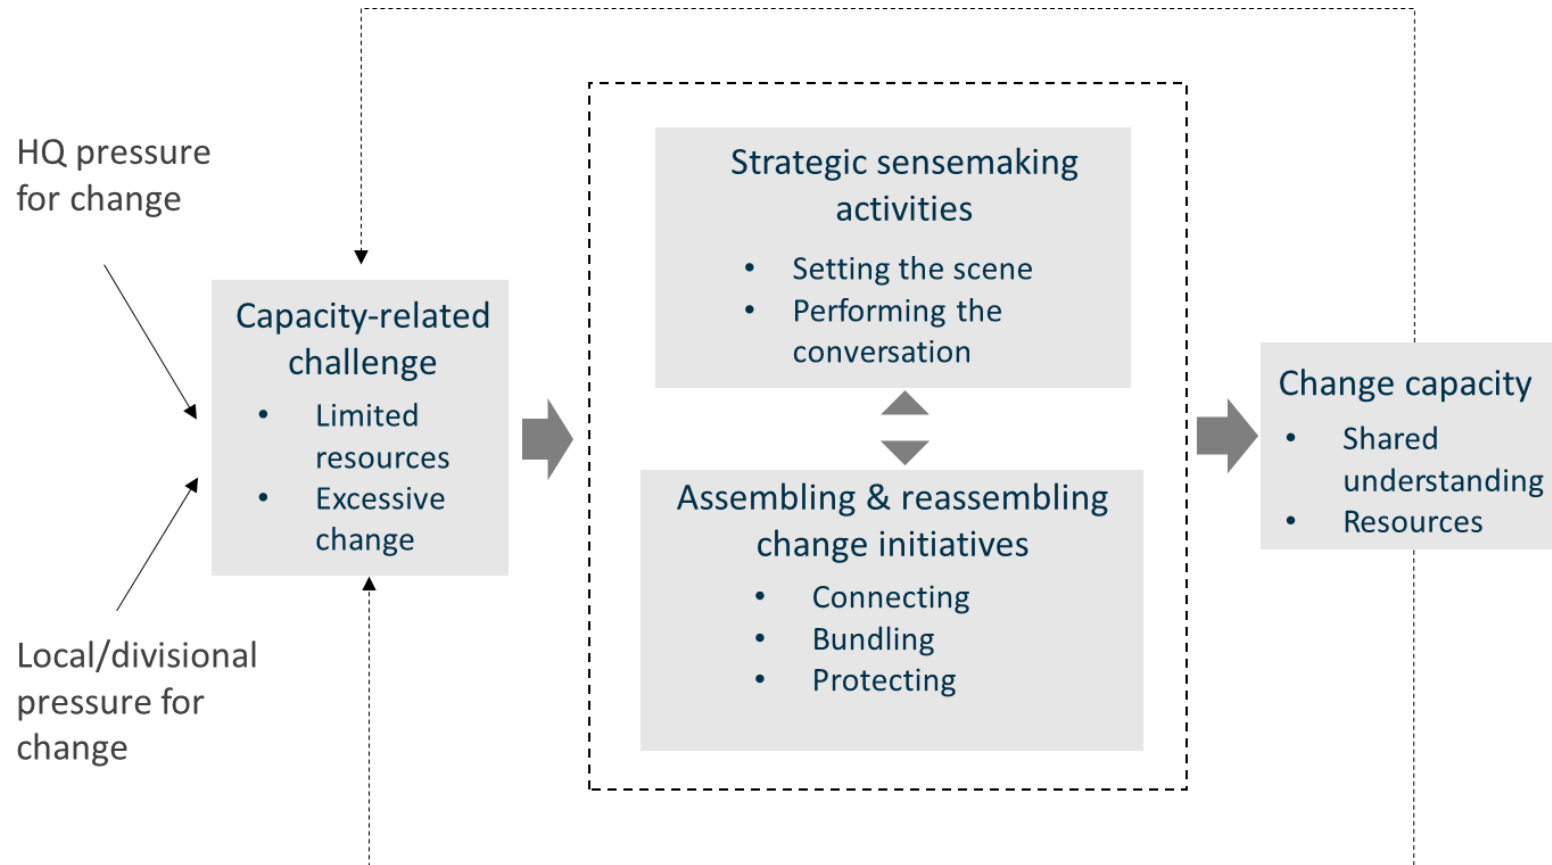 HQ pressure
for change
Local/divisional
pressure for
change
Capacity-related
challenge
• Limited
resources
• Excessive
change
Strategic sensemaking
activities
• Setting the scene
• Performing the
conversation
Assembling & reassembling
change initiatives
• Connecting
• Bundling
• Protecting
Change capacity
• Shared
understanding
• Resources